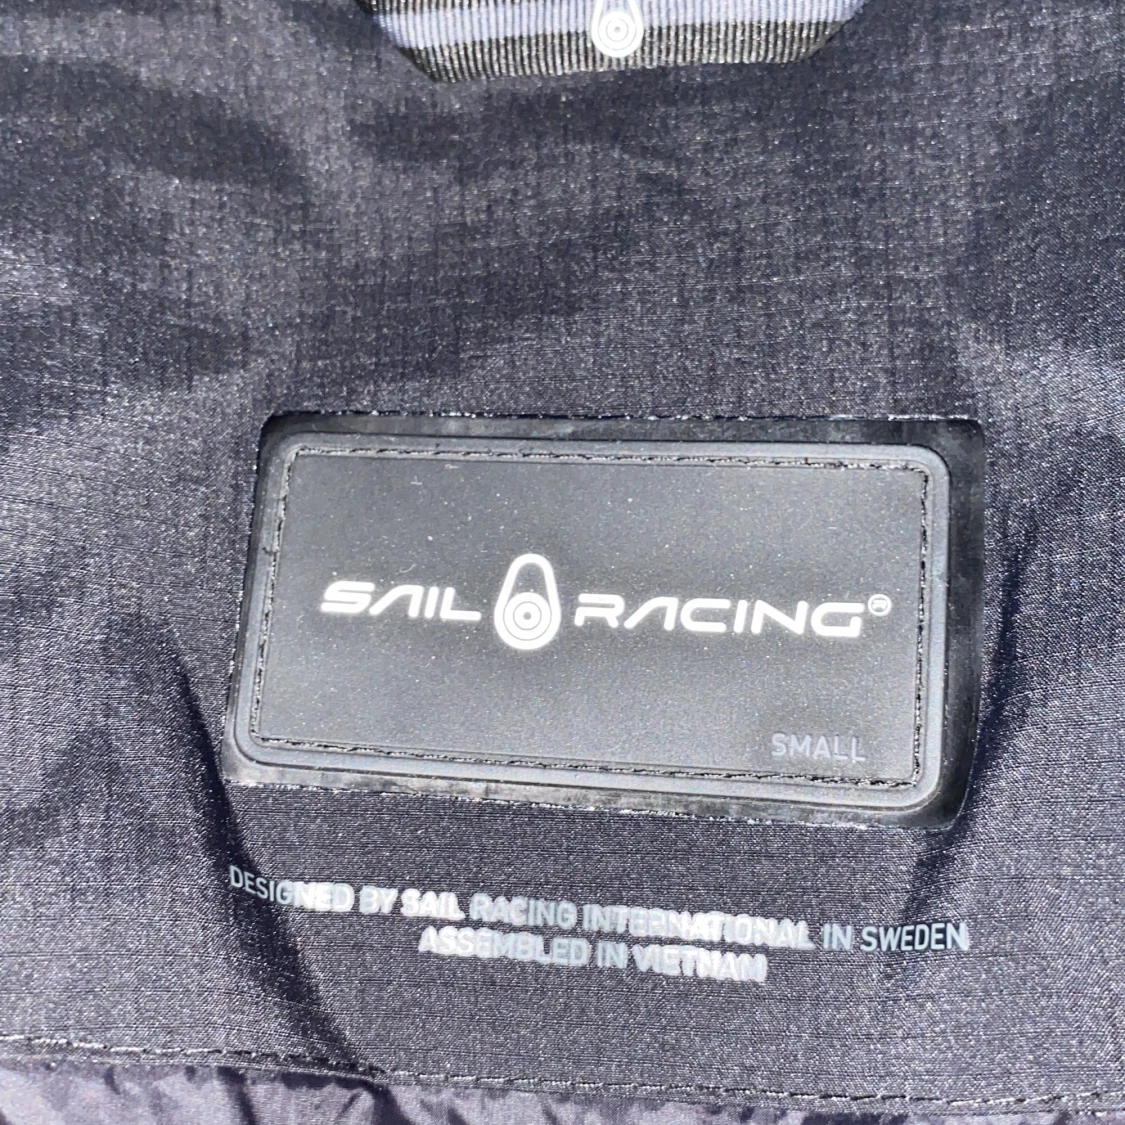 SAIL RACING®
SMALL
DESIGNED BY SAIL RACING INTERNATIONAL IN SWEDEN
ASSEMBLED IN VIETNAM